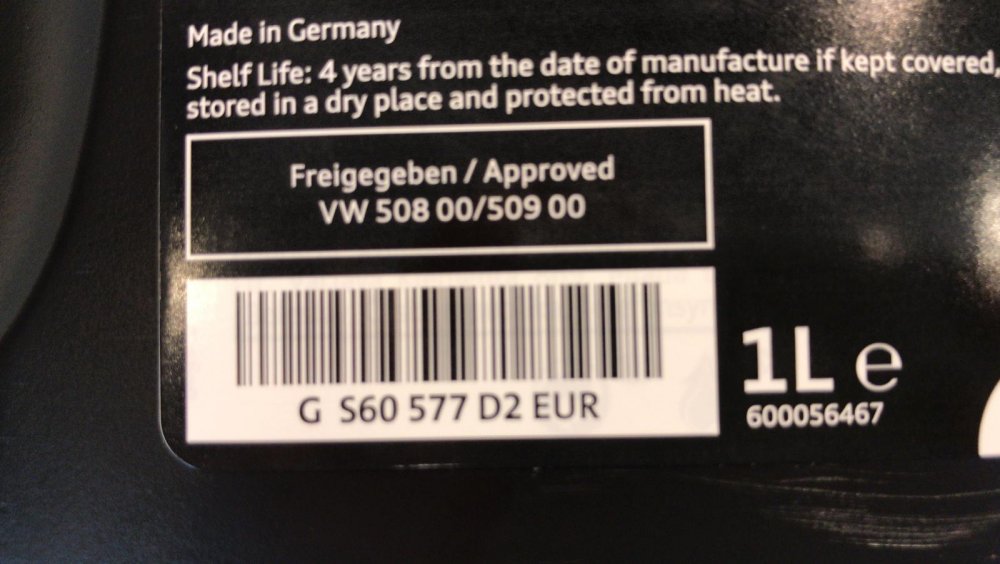 Made in Germany
Shelf Life: 4 years from the date of manufacture if kept covered,
stored in a dry place and protected from heat.
Freigegeben / Approved
VW 508 00/509 00
G S60 577 D2 EUR
1L e
600056467